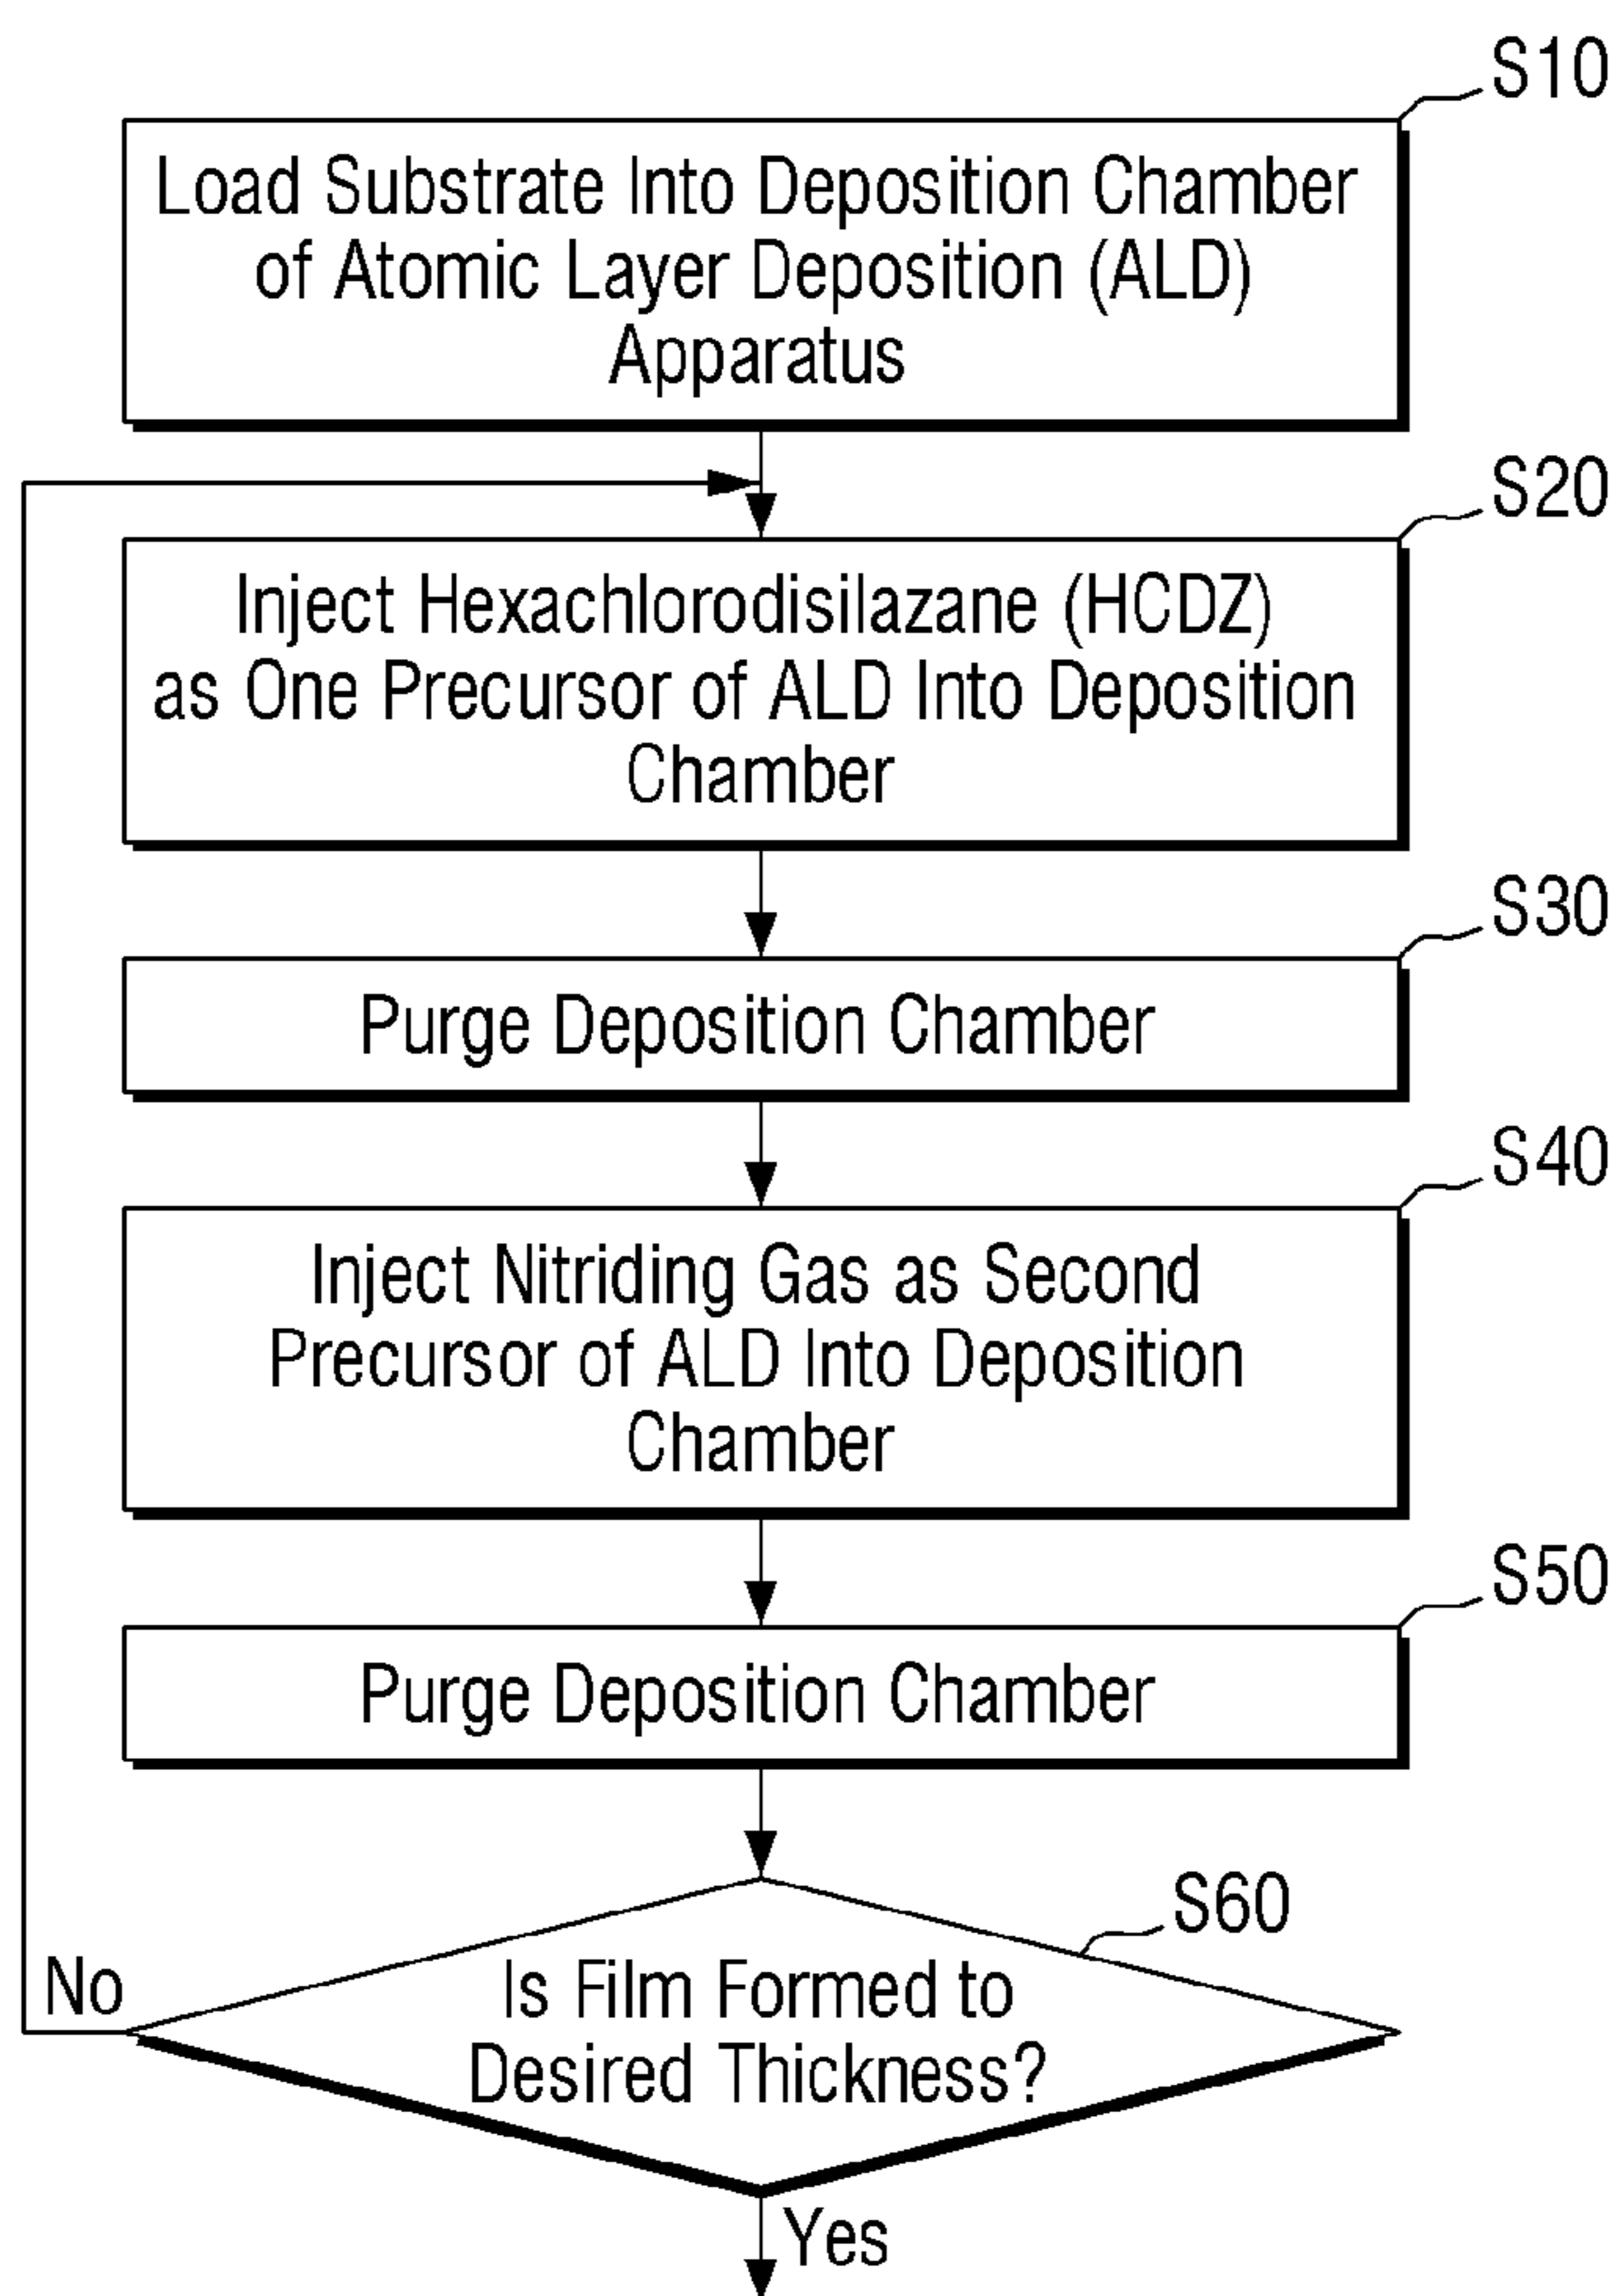 S10
Load Substrate Into Deposition Chamber
of Atomic Layer Deposition (ALD)
Apparatus
S20
Inject Hexachlorodisilazane (HCDZ)
as One Precursor of ALD Into Deposition
Chamber
S30
Purge Deposition Chamber
S40
Inject Nitriding Gas as Second
Precursor of ALD Into Deposition
Chamber
S50
Purge Deposition Chamber
S60
Is Film Formed to
Desired Thickness?
No
Yes